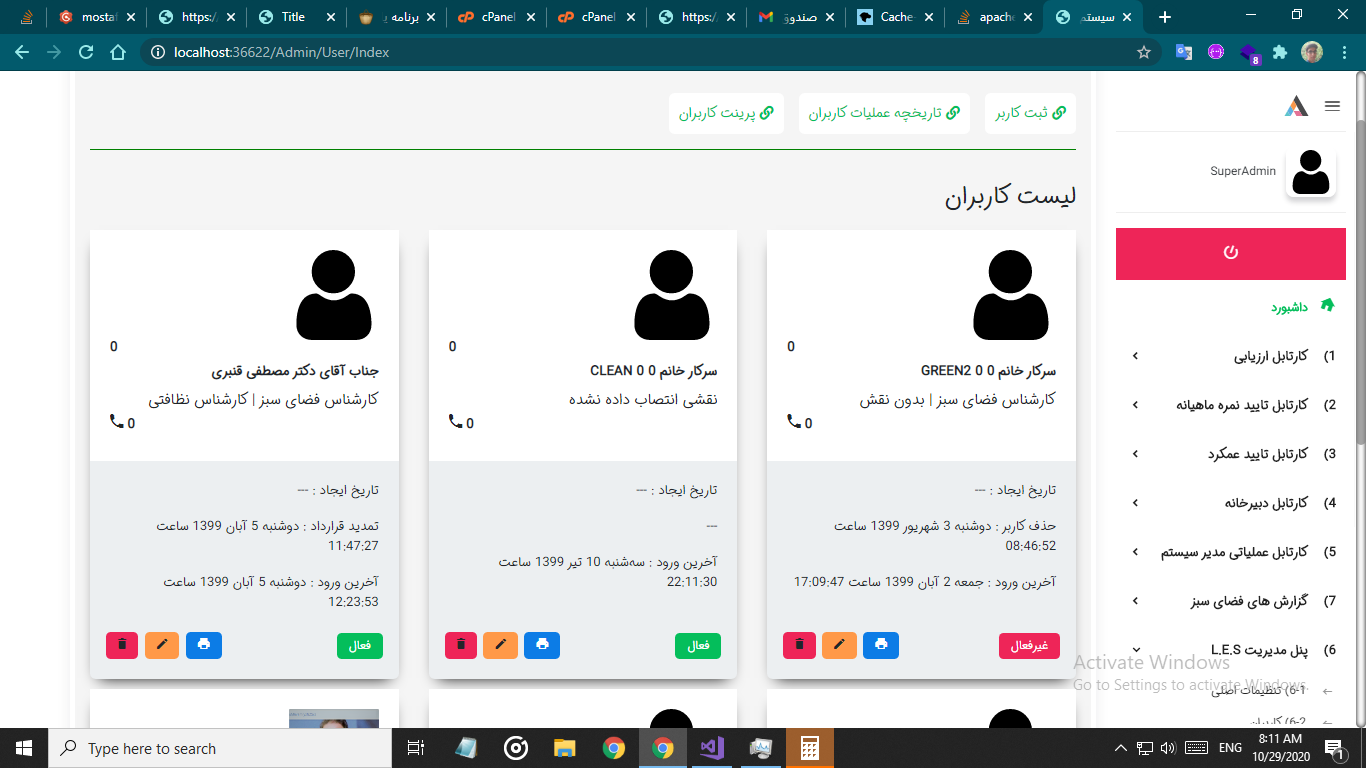 mostaf
https:/
Title
برنامه ی
cPanel
cPanel
https:/
صندوق
Cache-
apache
سیستم
localhost:36622/Admin/User/Index
8
ثبت کاربر
تاریخچه عملیات کاربران
پرینت کاربران
لیست کاربران
0
سرکار خانم GREEN2 0 0
کارشناس فضای سبز | بدون نقش
0
تاریخ ایجاد : ---
حذف کاربر : دوشنبه 3 شهریور 1399 ساعت
08:46:52
آخرین ورود : جمعه 2 آبان 1399 ساعت 17:09:47
غیرفعال
0
سرکار خانم CLEAN 0 0
نقشی انتصاب داده نشده
0
تاریخ ایجاد : ---
---
آخرین ورود : سه‌شنبه 10 تیر 1399 ساعت
22:11:30
فعال
0
جناب آقای دکتر مصطفی قنبری
کارشناس فضای سبز | کارشناس نظافتی
0
تاریخ ایجاد : ---
تمدید قرارداد : دوشنبه 5 آبان 1399 ساعت
11:47:27
آخرین ورود : دوشنبه 5 آبان 1399 ساعت
12:23:53
فعال
SuperAdmin
داشبورد
1) کارتابل ارزیابی
2) کارتابل تایید نمره ماهیانه
3) کارتابل تایید عملکرد
4) کارتابل دبیرخانه
5) کارتابل عملیاتی مدیر سیستم
7) گزارش های فضای سبز
6) پنل مدیریت L.E.S
6-1) تنظیمات اصلی
6-2) کاربران
Activate Windows
Go to Settings to activate Windows.
Type here to search
ENG
8:11 AM
10/29/2020
1